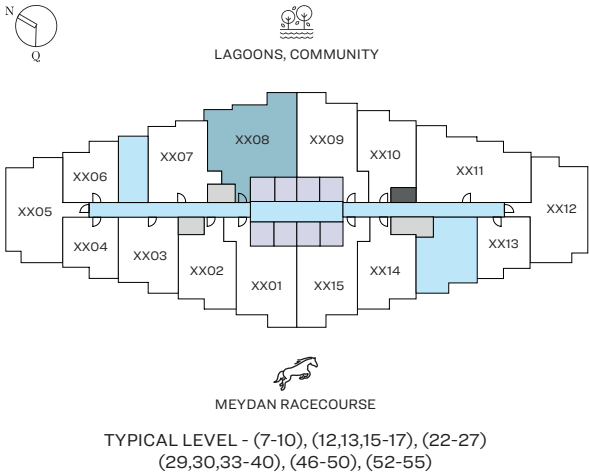 N
Q
LAGOONS, COMMUNITY
XX08
XX09
XX07
XX10
XX06
XX11
XX05
XX12
XX04
XX03
XX02
XX01
XX15
XX14
XX13
MEYDAN RACECOURSE
TYPICAL LEVEL - (7-10), (12,13,15-17), (22-27)
(29,30,33-40), (46-50), (52-55)